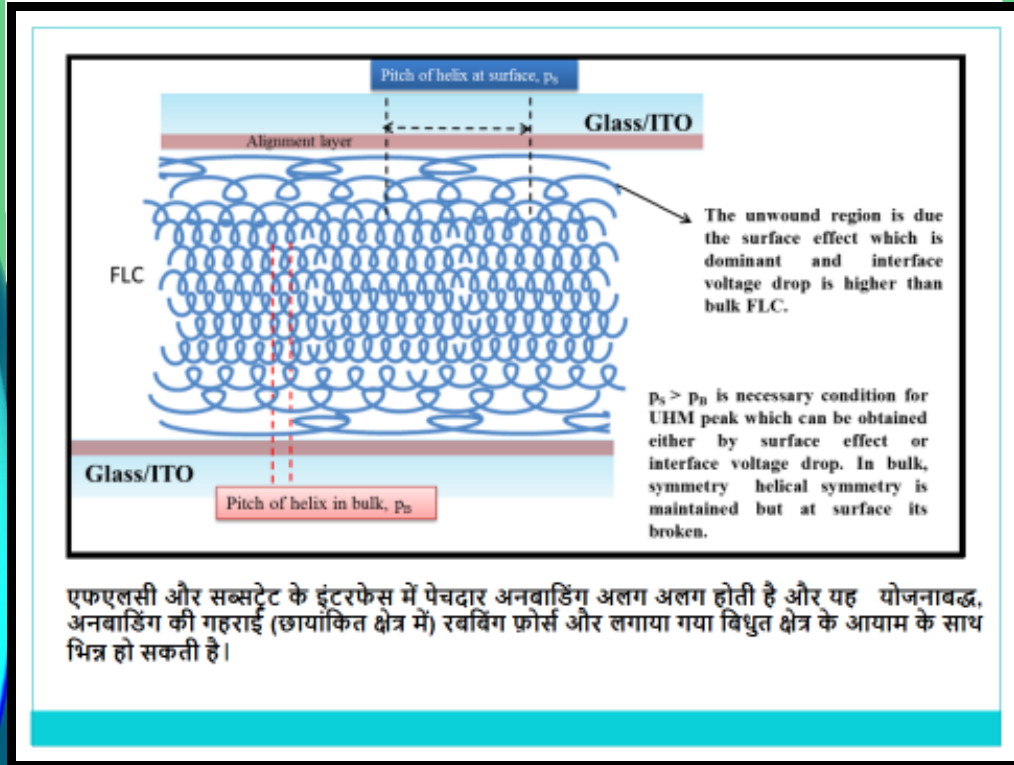 Pitch of helix at surface, pS
Glass/ITO
Alignment layer
FLC
The unwound region is due
the surface effect which is
dominant and interface
voltage drop is higher than
bulk FLC.
pS > pB is necessary condition for
UHM peak which can be obtained
either by surface effect or
interface voltage drop. In bulk,
symmetry helical symmetry is
maintained but at surface its
broken.
Glass/ITO
Pitch of helix in bulk, pB
एफएलसी और सब्सट्रेट के इंटरफेस में पेचदार अनबाडिंग अलग अलग होती है और यह योजनाबद्ध,
अनबाडिंग की गहराई (छायांकित क्षेत्र में) रबबिंग फ़ोर्स और लगाया गया बिधुत क्षेत्र के आयाम के साथ
भिन्न हो सकती है।